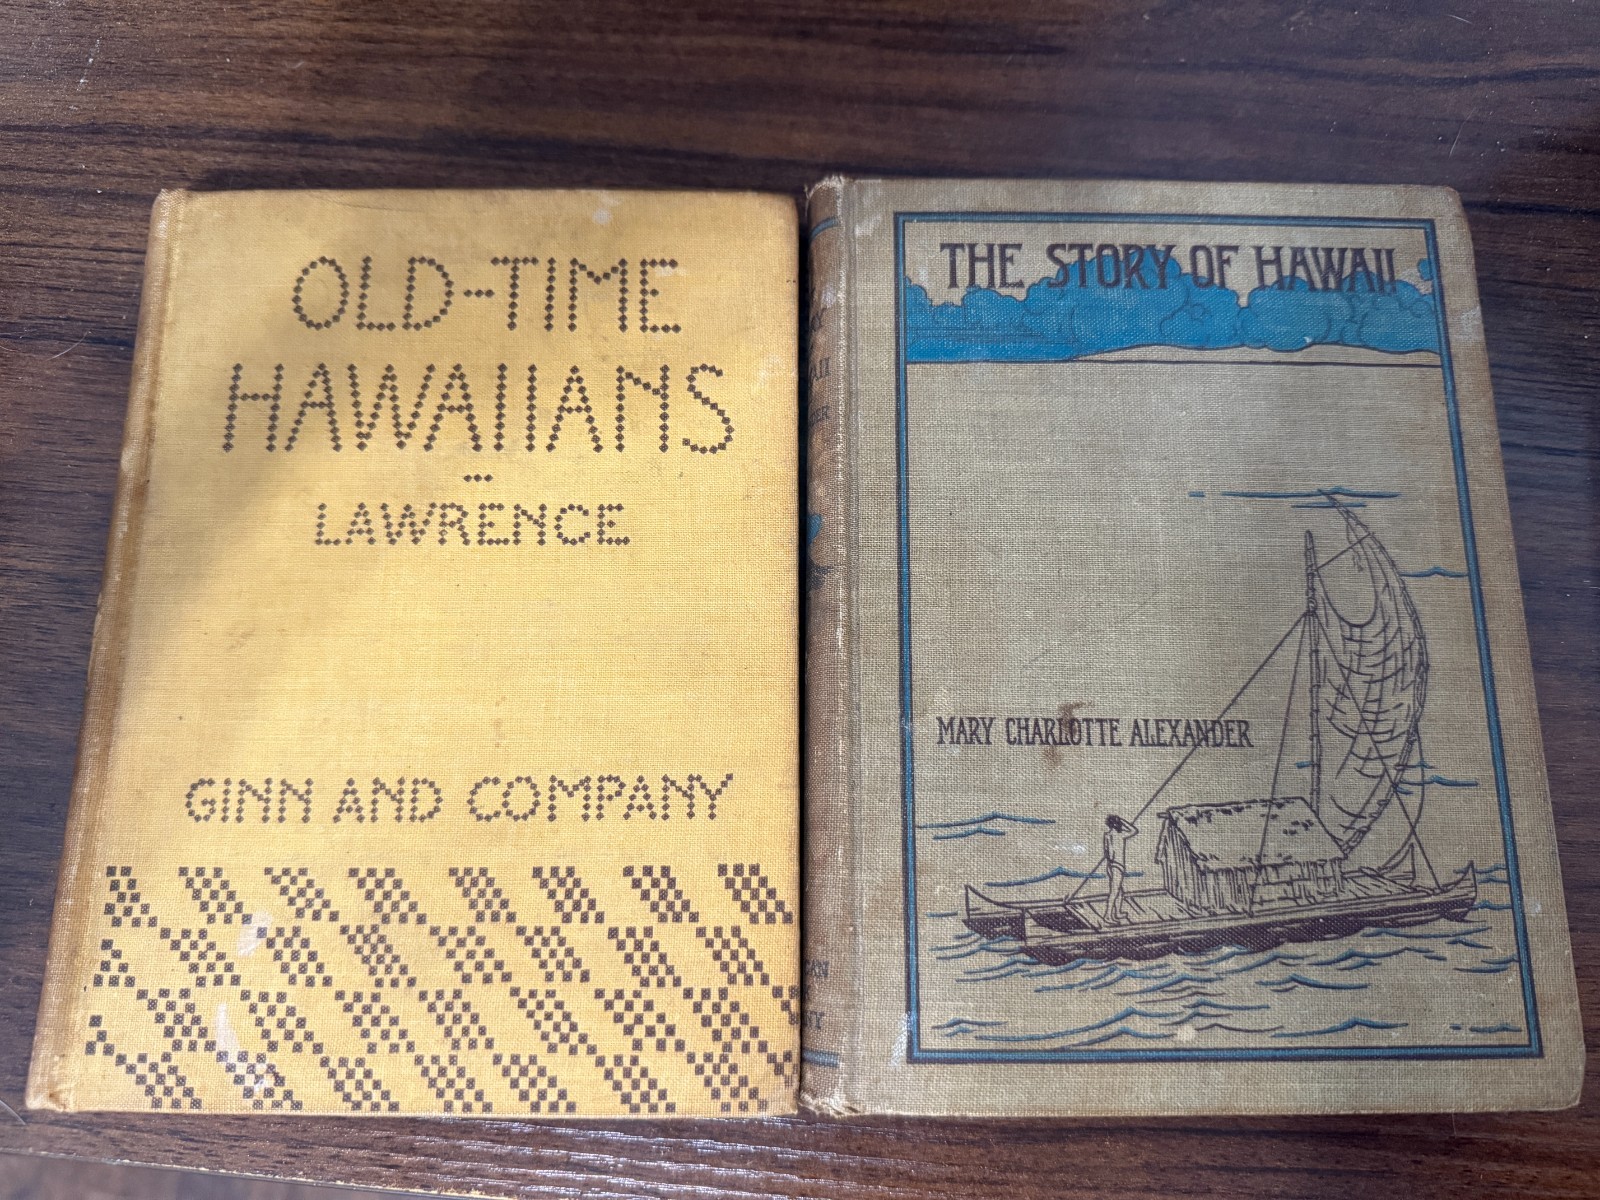 OLD-TIME
HAWAIIANS
-
LAWRENCE
GINN AND COMPANY
THE STORY OF HAWAII
MARY CHARLOTTE ALEXANDER